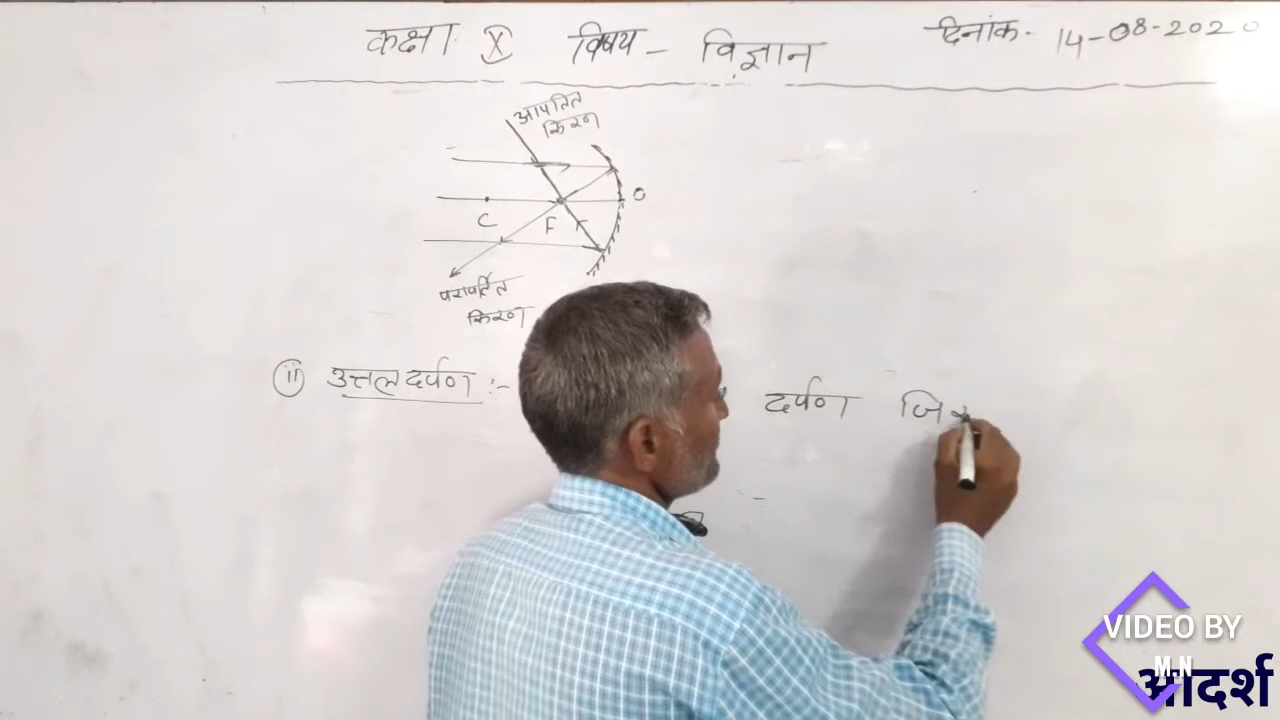 कक्षा X विषय - विज्ञान दिनांक- 14-08-2020
आपतित
किरण
O
C F
परावर्तित
किरण
(ii) उत्तल दर्पण :- दर्पण जिस
VIDEO BY
M.N
आदर्श